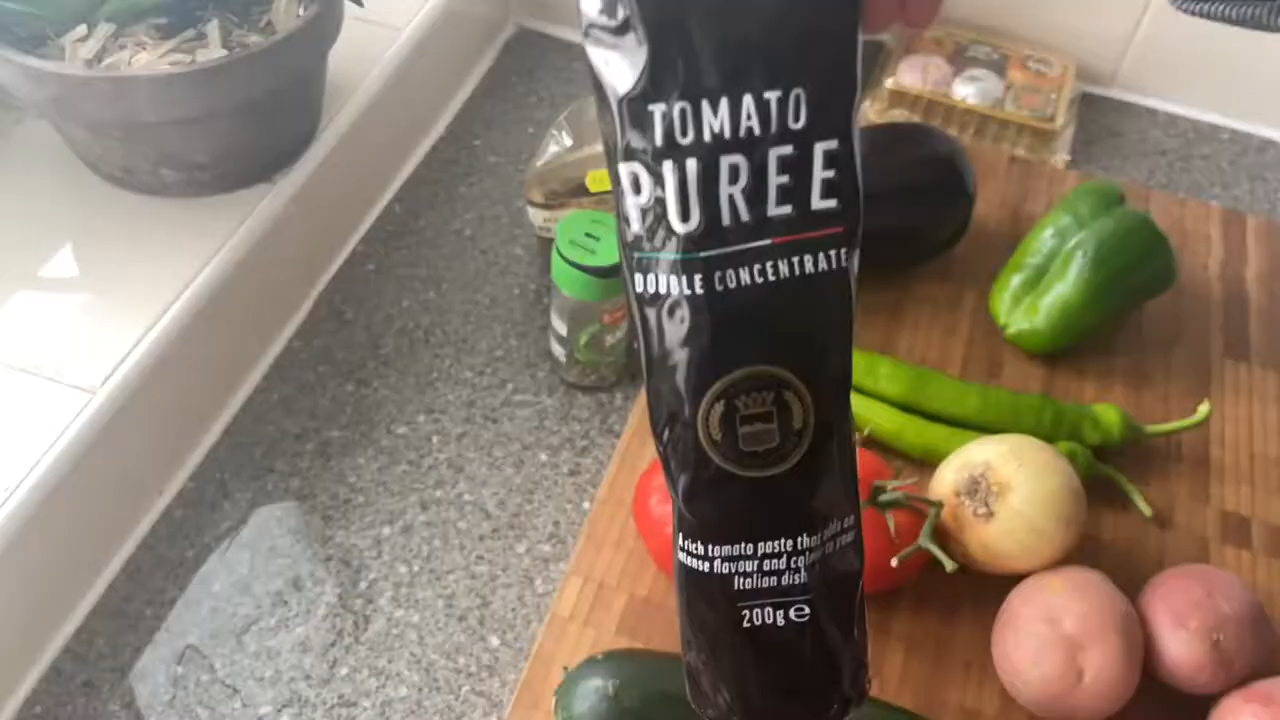 TOMATO
PUREE
DOUBLE CONCENTRATE
A rich tomato paste that adds an
intense flavour and colour to your
Italian dish
200g℮